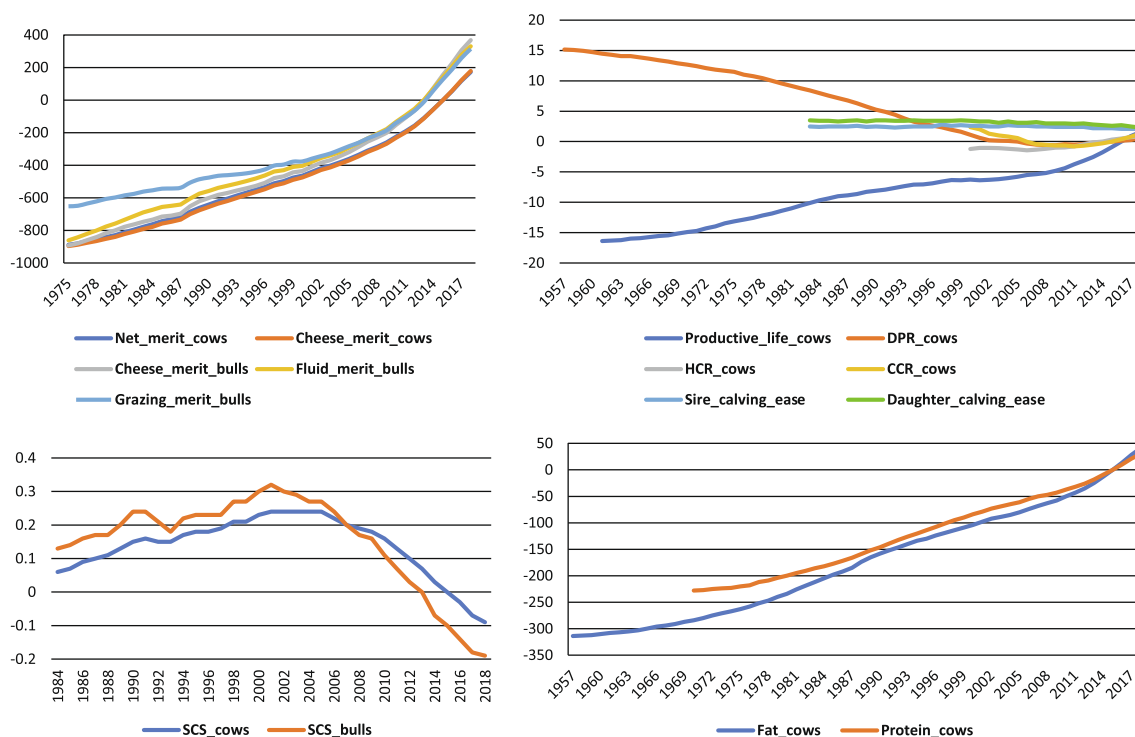 400
200
0
-200
-400
-600
-800
-1000
1975 1978 1981 1984 1987 1990 1993 1996 1999 2002 2005 2008 2011 2014 2017
Net_merit_cows Cheese_merit_cows
Cheese_merit_bulls Fluid_merit_bulls
Grazing_merit_bulls
20
15
10
5
0
-5
-10
-15
-20
1957 1960 1963 1966 1969 1972 1975 1978 1981 1984 1987 1990 1993 1996 1999 2002 2005 2008 2011 2014 2017
Productive_life_cows DPR_cows
HCR_cows CCR_cows
Sire_calving_ease Daughter_calving_ease
0.4
0.3
0.2
0.1
0
-0.1
-0.2
1984 1986 1988 1990 1992 1994 1996 1998 2000 2002 2004 2006 2008 2010 2012 2014 2016 2018
SCS_cows SCS_bulls
50
0
-50
-100
-150
-200
-250
-300
-350
1957 1960 1963 1966 1969 1972 1975 1978 1981 1984 1987 1990 1993 1996 1999 2002 2005 2008 2011 2014 2017
Fat_cows Protein_cows